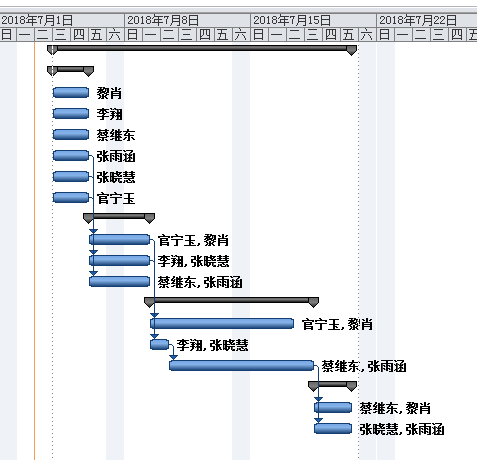 2018年7月1日 2018年7月8日 2018年7月15日 2018年7月22日
日 一 二 三 四 五 六 日 一 二 三 四 五 六 日 一 二 三 四 五 六 日 一 二 三 四 五
黎肖
李翔
蔡维东
张雨涵
张晓慧
官宁玉
官宁玉, 黎肖
李翔, 张晓慧
蔡维东, 张雨涵
官宁玉, 黎肖
李翔, 张晓慧
蔡维东, 张雨涵
蔡维东, 黎肖
张晓慧, 张雨涵